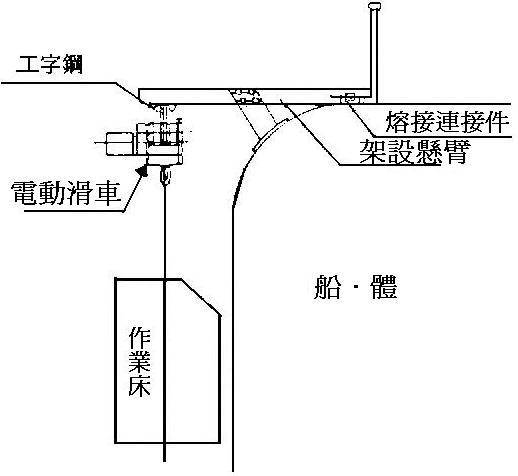 工字鋼
熔接連接件
架設懸臂
電動滑車
船·體
作業床